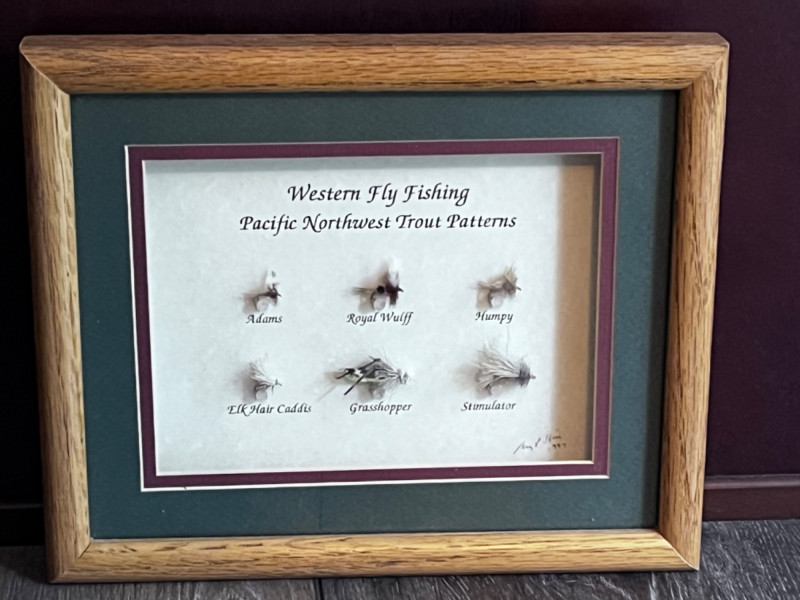 Western Fly Fishing
Pacific Northwest Trout Patterns
Adams Royal Wulff Humpy
Elk Hair Caddis Grasshopper Stimulator